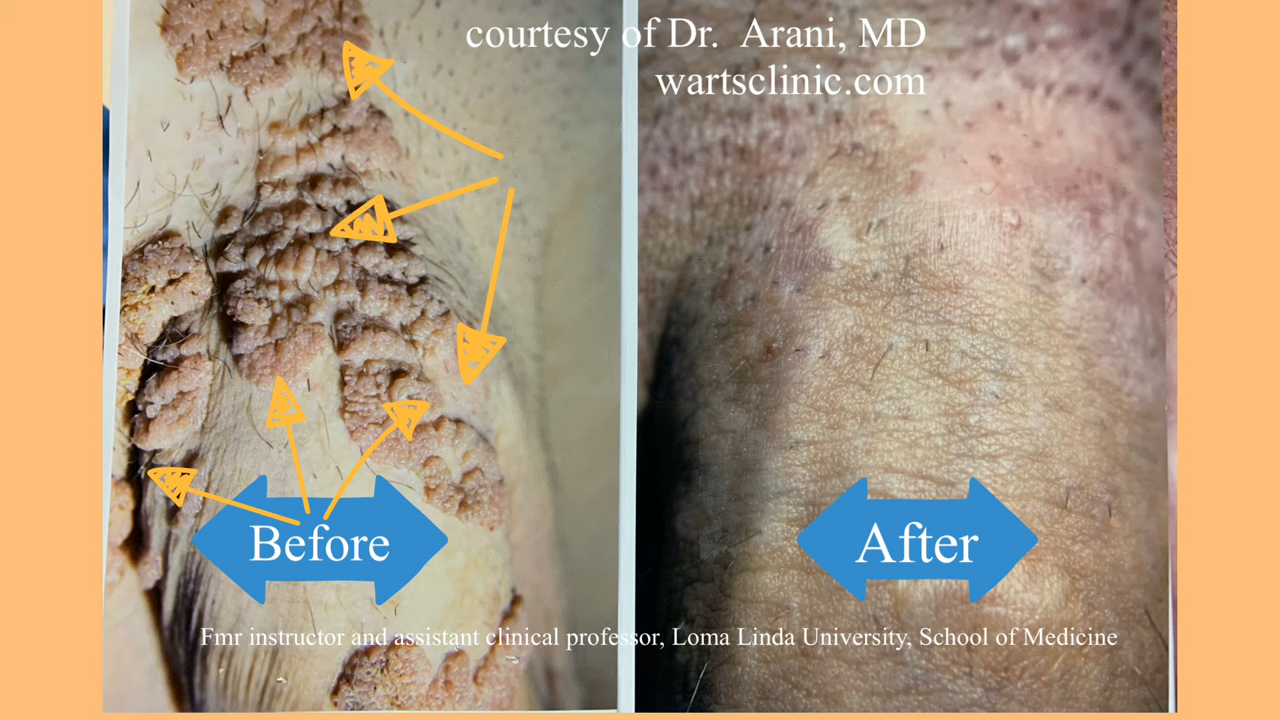 courtesy of Dr. Arani, MD
wartsclinic.com
Before
After
Fmr instructor and assistant clinical professor, Loma Linda University, School of Medicine